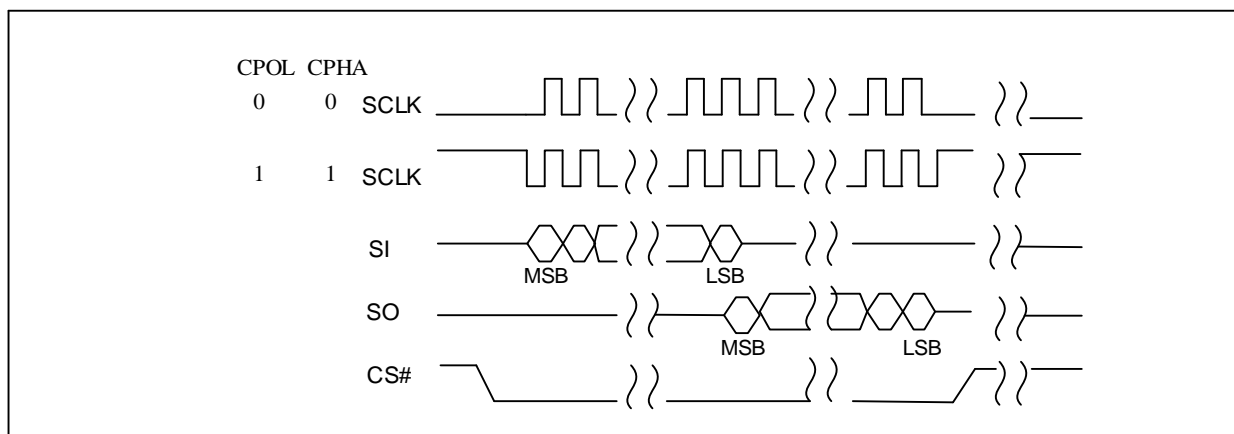 CPOL CPHA
0 0 SCLK
1 1 SCLK
SI
MSB LSB
SO
MSB LSB
CS#